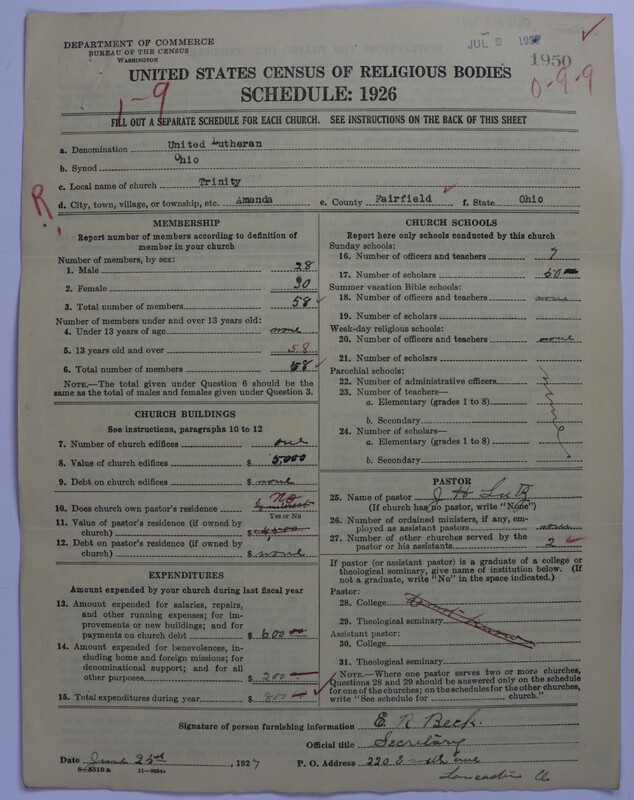 DEPARTMENT OF COMMERCE
BUREAU OF THE CENSUS
WASHINGTON
JUL 2 1927
1950
0-9-9
UNITED STATES CENSUS OF RELIGIOUS BODIES
SCHEDULE: 1926
1-9
FILL OUT A SEPARATE SCHEDULE FOR EACH CHURCH. SEE INSTRUCTIONS ON THE BACK OF THIS SHEET
a. Denomination United Lutheran
b. Synod Ohio
c. Local name of church Trinity
d. City, town, village, or township, etc. Amanda e. County Fairfield f. State Ohio
R.
MEMBERSHIP
Report number of members according to definition of
member in your church
Number of members, by sex:
1. Male 28
2. Female 30
3. Total number of members 58
Number of members under and over 13 years old:
4. Under 13 years of age none
5. 13 years old and over 58
6. Total number of members 58
NOTE.—The total given under Question 6 should be
same as the total of males and females given under Question 3.
CHURCH BUILDINGS
See instructions, paragraphs 10 to 12
7. Number of church edifices one
8. Value of church edifices $ 5,000
9. Debt on church edifices $ none
No
10. Does church own pastor's residence 1/2 interest
Yes or No
11. Value of pastor's residence (if owned by
church) $
12. Debt on pastor's residence (if owned by
church) $ none
EXPENDITURES
Amount expended by your church during last fiscal year
13. Amount expended for salaries, repairs,
and other running expenses; for im-
provements or new buildings; and for
payments on church debt $ 600
14. Amount expended for benevolences, in-
cluding home and foreign missions; for
denominational support; and for all
other purposes $ 200
15. Total expenditures during year $ 800
CHURCH SCHOOLS
Report here only schools conducted by this church
Sunday schools:
16. Number of officers and teachers 7
17. Number of scholars 50
Summer vacation Bible schools:
18. Number of officers and teachers none
19. Number of scholars
Week-day religious schools:
20. Number of officers and teachers none
21. Number of scholars
Parochial schools:
22. Number of administrative officers
23. Number of teachers—
a. Elementary (grades 1 to 8)
b. Secondary
none
24. Number of scholars—
a. Elementary (grades 1 to 8)
b. Secondary
PASTOR
25. Name of pastor J H Lutz
(If church has no pastor, write "None")
26. Number of ordained ministers, if any, em-
ployed as assistant pastors none
27. Number of other churches served by the
pastor or his assistants 2
If pastor (or assistant pastor) is a graduate of a college or
theological seminary, give name of institution below. (If
not a graduate, write "No" in the space indicated.)
Pastor:
28. College
29. Theological seminary
Assistant pastor:
30. College
31. Theological seminary
NOTE.—Where one pastor serves two or more churches,
Questions 28 and 29 should be answered only on the schedule
for one of the churches; on the schedules for the other churches,
write "See schedule for church."
Signature of person furnishing information E. R Beck.
Official title Secretary
Date June 25th, 1927 P. O. Address 220 E
Lancaster O